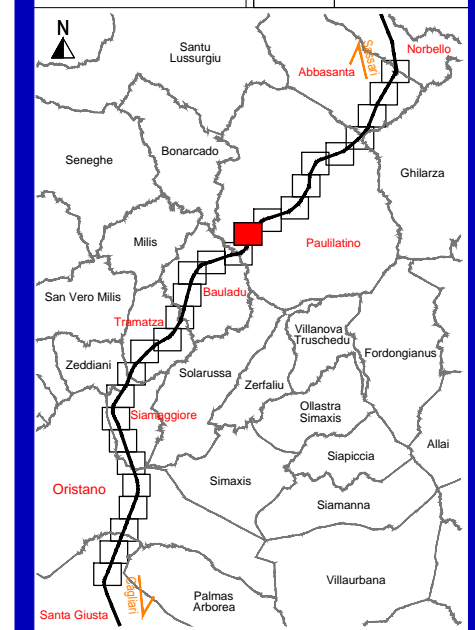 N
Santu
Lussurgiu
Sassari
Norbello
Abbasanta
Bonarcado
Seneghe
Ghilarza
Milis
Paulilatino
San Vero Milis
Bauladu
Tramatza
Villanova
Truschedu
Fordongianus
Zeddiani
Solarussa
Zerfaliu
Ollastra
Simaxis
Siamaggiore
Allai
Siapiccia
Simaxis
Oristano
Siamanna
Villaurbana
Cagliari
Palmas
Arborea
Santa Giusta